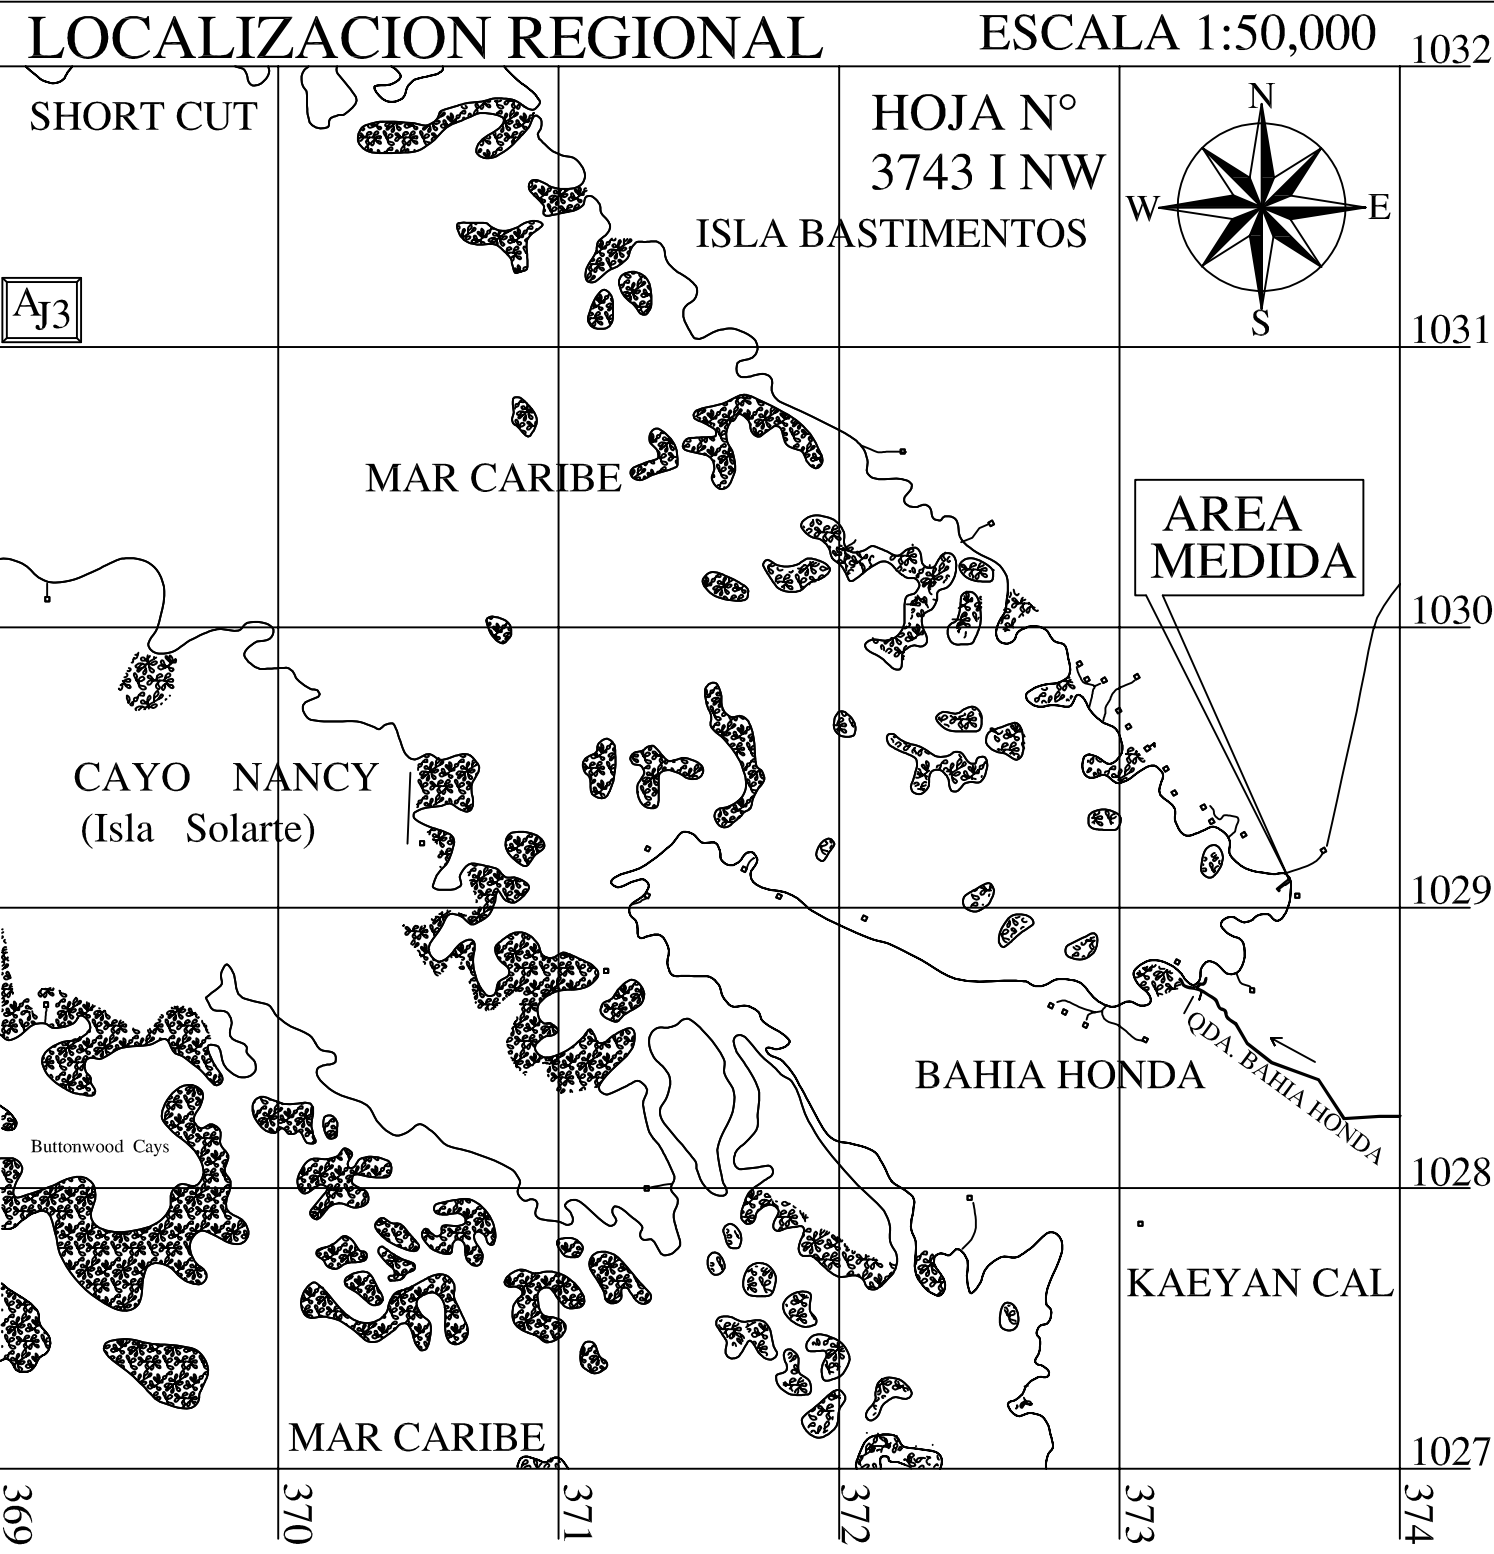 LOCALIZACION REGIONAL
ESCALA 1:50,000
1032
SHORT CUT
HOJA N°
3743 I NW
N
W
E
S
ISLA BASTIMENTOS
AJ3
1031
MAR CARIBE
AREA
MEDIDA
1030
CAYO NANCY
(Isla Solarte)
1029
BAHIA HONDA
QDA. BAHIA HONDA
Buttonwood Cays
1028
KAEYAN CAL
MAR CARIBE
1027
369
370
371
372
373
374